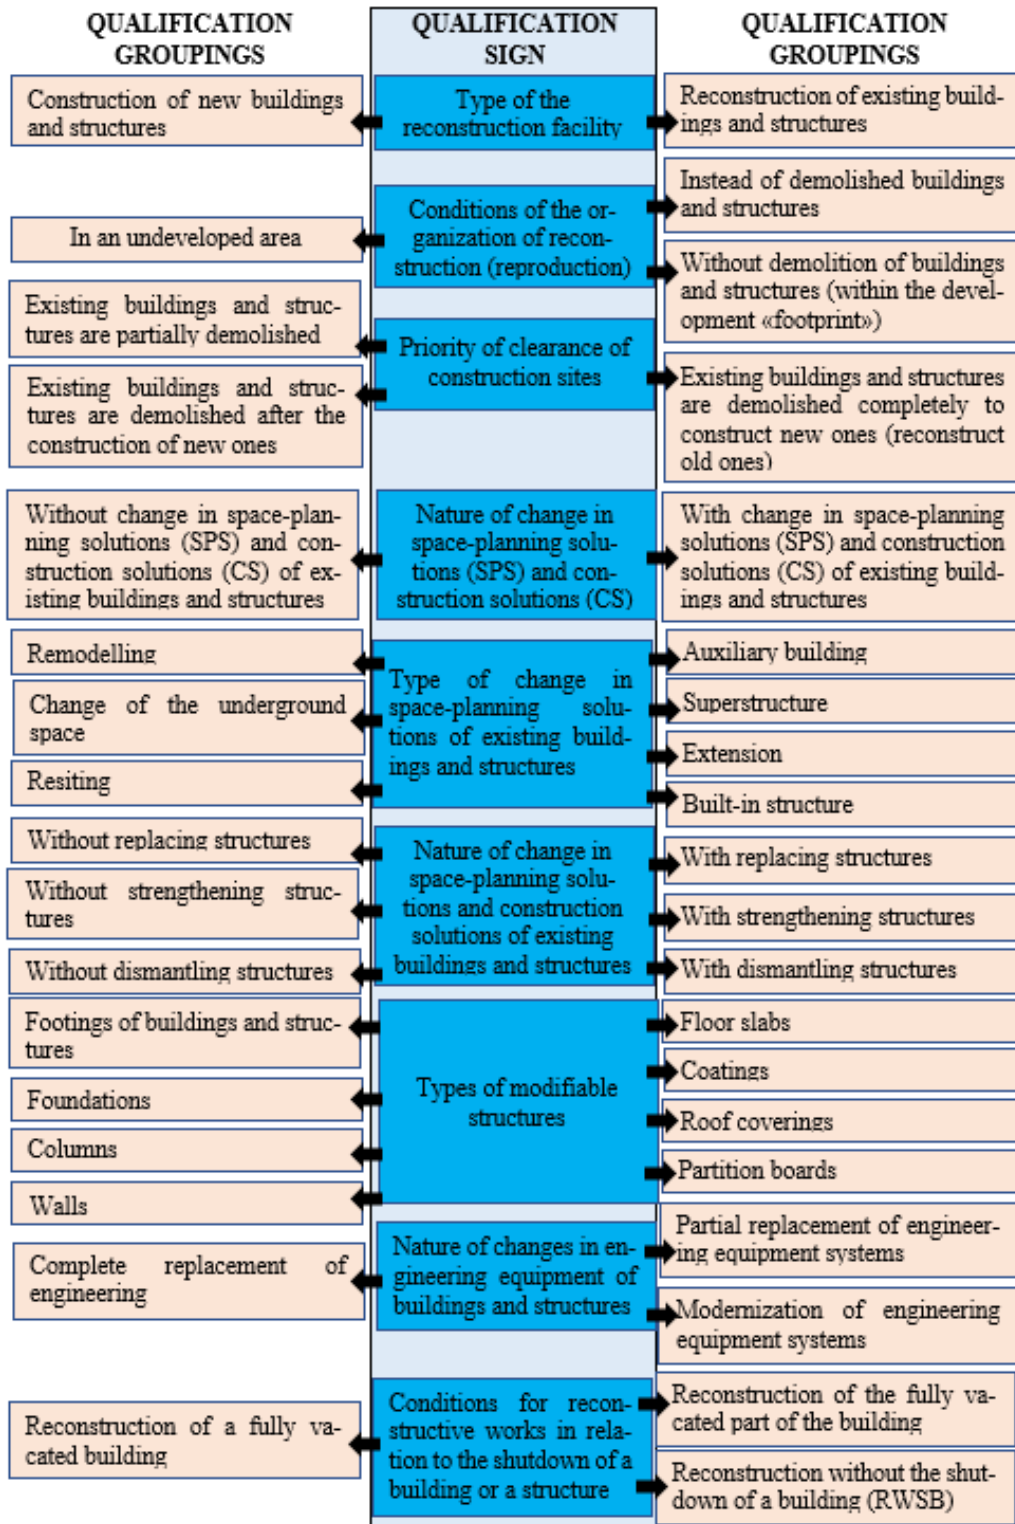 QUALIFICATION
GROUPINGS
QUALIFICATION
SIGN
QUALIFICATION
GROUPINGS
Construction of new buildings
and structures
Type of the
reconstruction facility
Reconstruction of existing build-
ings and structures
In an undeveloped area
Conditions of the or-
ganization of recon-
struction (reproduction)
Instead of demolished buildings
and structures
Without demolition of buildings
and structures (within the devel-
opment «footprint»)
Existing buildings and struc-
tures are partially demolished
Existing buildings and struc-
tures are demolished after the
construction of new ones
Priority of clearance of
construction sites
Existing buildings and structures
are demolished completely to
construct new ones (reconstruct
old ones)
Without change in space-plan-
ning solutions (SPS) and con-
struction solutions (CS) of ex-
isting buildings and structures
Nature of change in
space-planning solu-
tions (SPS) and con-
struction solutions (CS)
With change in space-planning
solutions (SPS) and construction
solutions (CS) of existing build-
ings and structures
Remodelling
Change of the underground
space
Resiting
Type of change in
space-planning solu-
tions of existing build-
ings and structures
Auxiliary building
Superstructure
Extension
Built-in structure
Without replacing structures
Without strengthening struc-
tures
Without dismantling structures
Nature of change in
space-planning solu-
tions and construction
solutions of existing
buildings and structures
With replacing structures
With strengthening structures
With dismantling structures
Footings of buildings and struc-
tures
Foundations
Columns
Walls
Types of modifiable
structures
Floor slabs
Coatings
Roof coverings
Partition boards
Complete replacement of
engineering
Nature of changes in en-
gineering equipment of
buildings and structures
Partial replacement of engineer-
ing equipment systems
Modernization of engineering
equipment systems
Reconstruction of a fully va-
cated building
Conditions for recon-
structive works in rela-
tion to the shutdown of a
building or a structure
Reconstruction of the fully va-
cated part of the building
Reconstruction without the shut-
down of a building (RWSB)